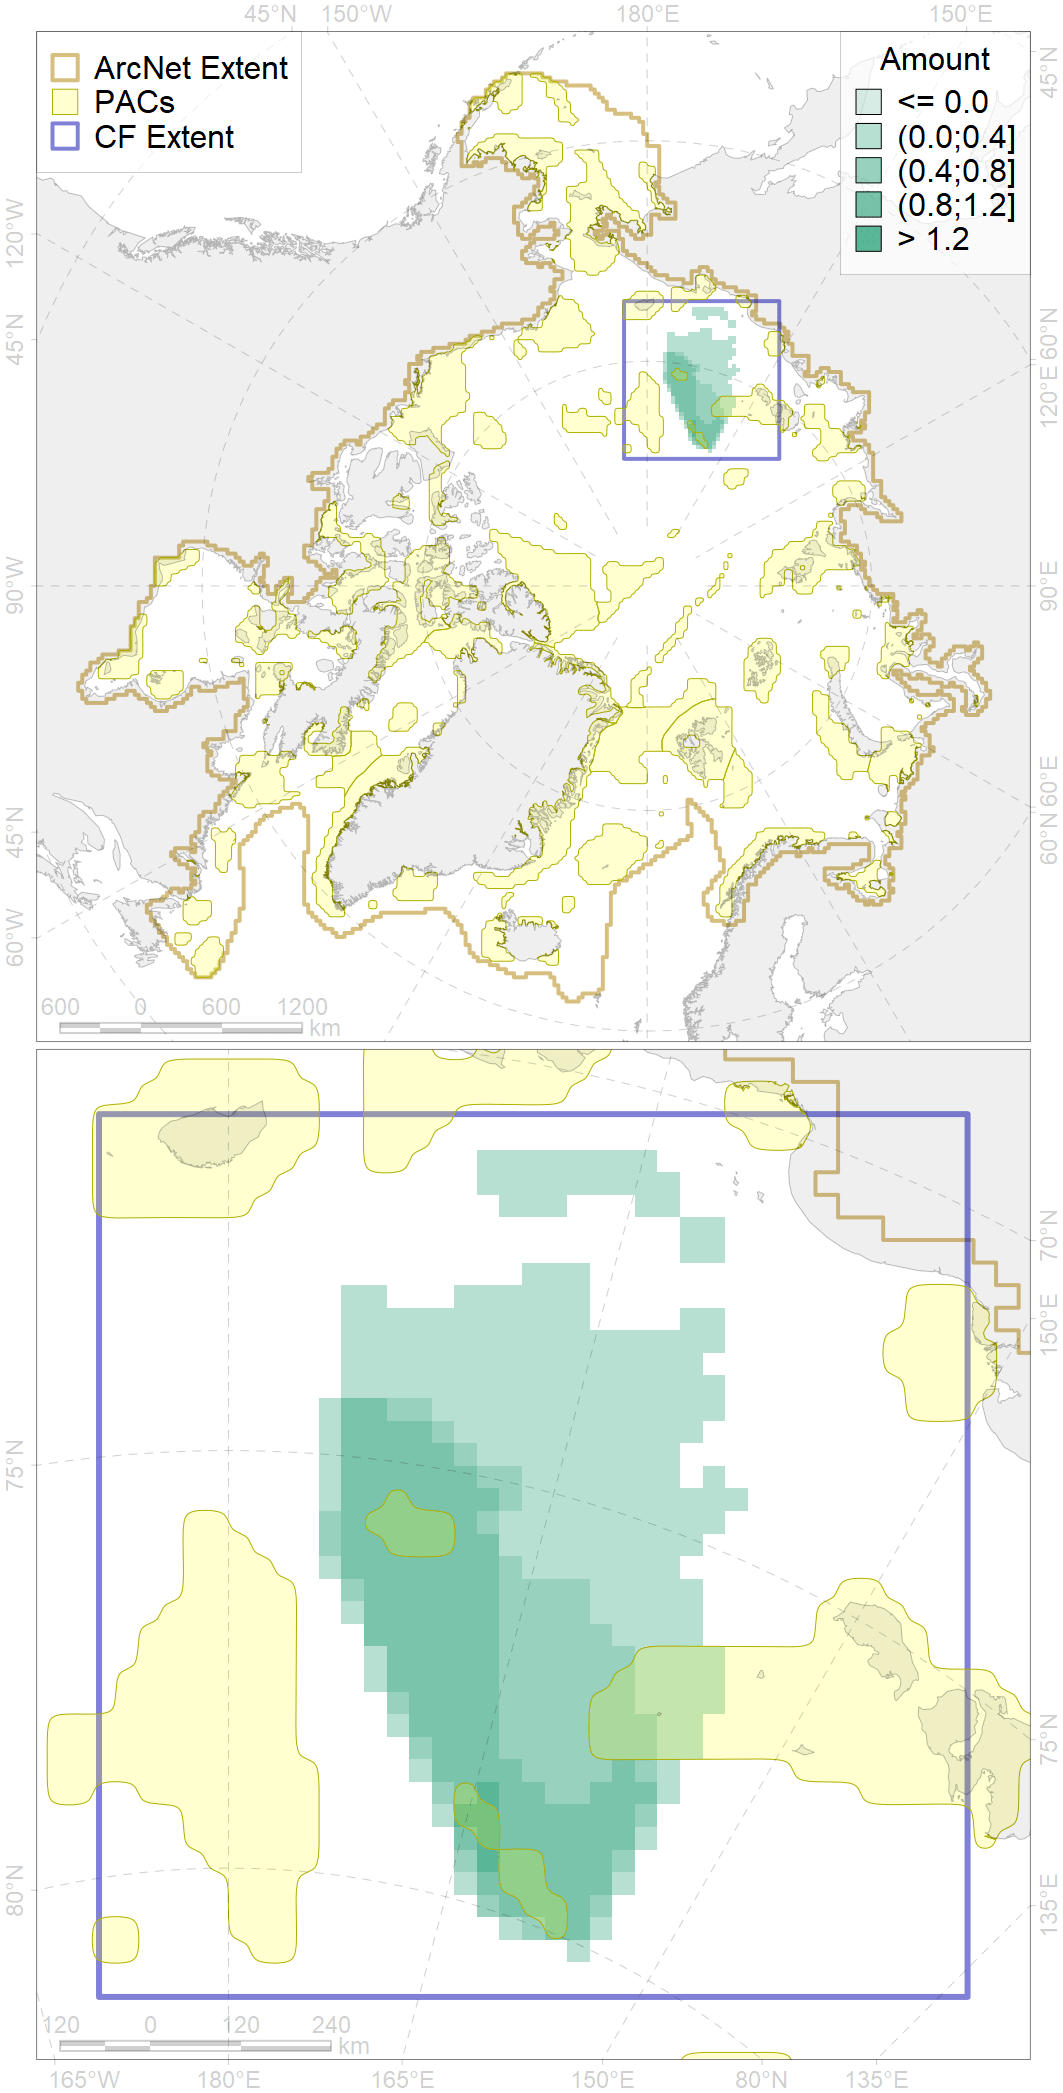 45°N 150°W 180°E 150°E
ArcNet Extent
PACs
CF Extent
Amount
<= 0.0
(0.0;0.4]
(0.4;0.8]
(0.8;1.2]
> 1.2
120°W
45°N
90°W
45°N
60°W
45°N
60°N
120°E
90°E
60°E
60°N
600 0 600 1200
km
75°N
80°N
70°N
150°E
75°N
135°E
120 0 120 240
km
165°W 180°E 165°E 150°E 80°N 135°E